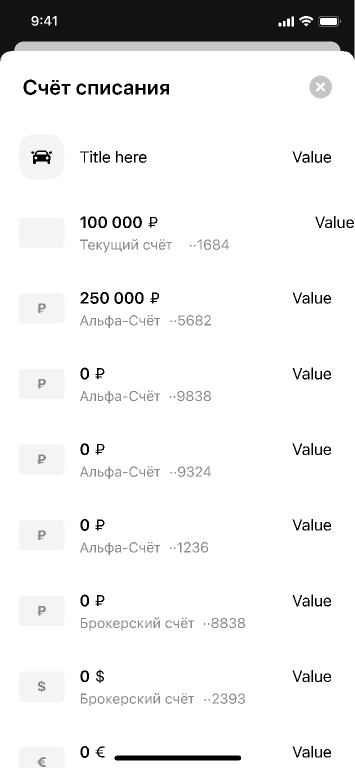 9:41
Счёт списания
Title here Value
100 000 ₽ Value
Текущий счёт ··1684
₽ 250 000 ₽ Value
Альфа-Счёт ··5682
₽ 0 ₽ Value
Альфа-Счёт ··9838
₽ 0 ₽ Value
Альфа-Счёт ··9324
₽ 0 ₽ Value
Альфа-Счёт ··1236
₽ 0 ₽ Value
Брокерский счёт ··8838
$ 0 $ Value
Брокерский счёт ··2393
€ 0 € Value